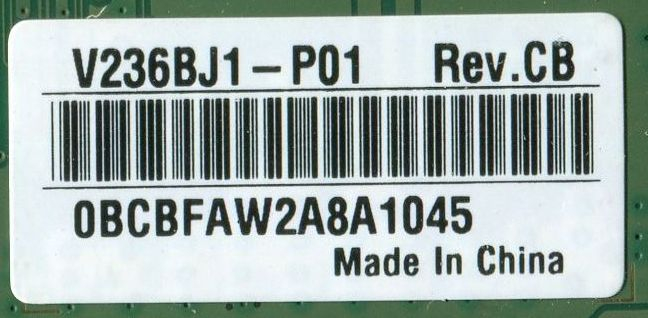 V236BJ1-P01 Rev.CB
0BCBFAW2A8A1045
Made In China